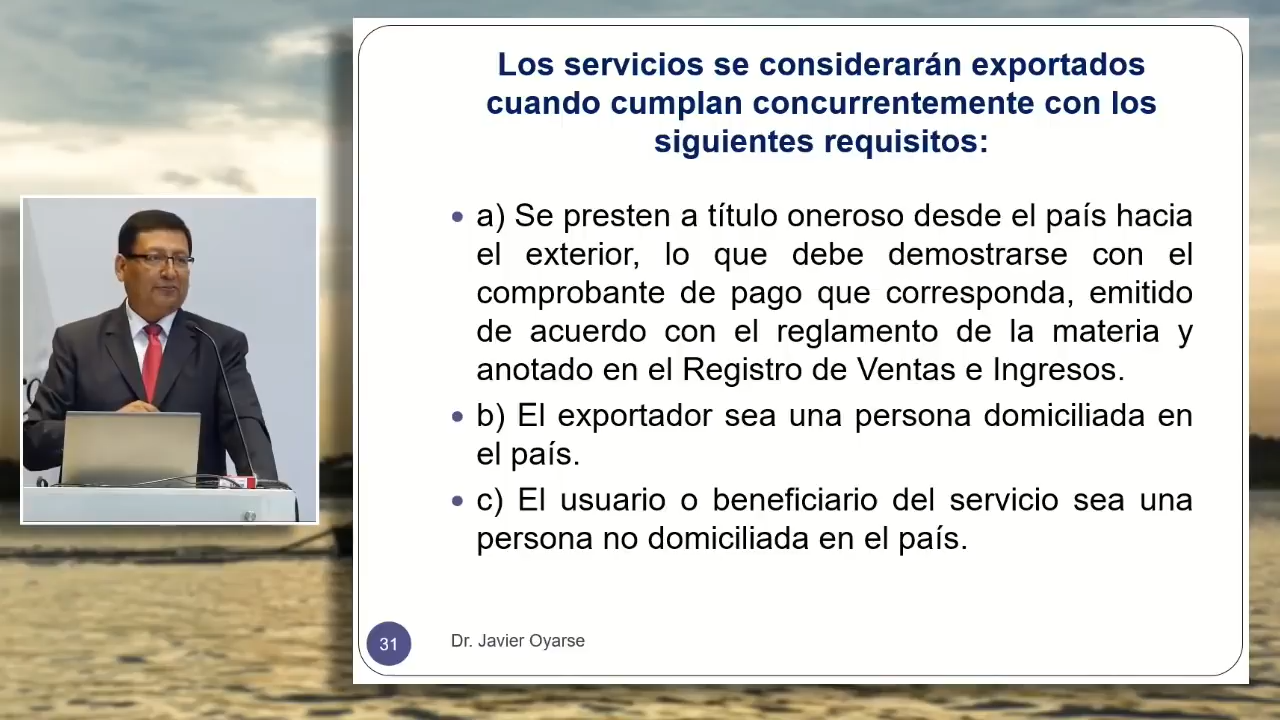 Los servicios se considerarán exportados
cuando cumplan concurrentemente con los
siguientes requisitos:
• a) Se presten a título oneroso desde el país hacia
el exterior, lo que debe demostrarse con el
comprobante de pago que corresponda, emitido
de acuerdo con el reglamento de la materia y
anotado en el Registro de Ventas e Ingresos.
• b) El exportador sea una persona domiciliada en
el país.
• c) El usuario o beneficiario del servicio sea una
persona no domiciliada en el país.
31
Dr. Javier Oyarse